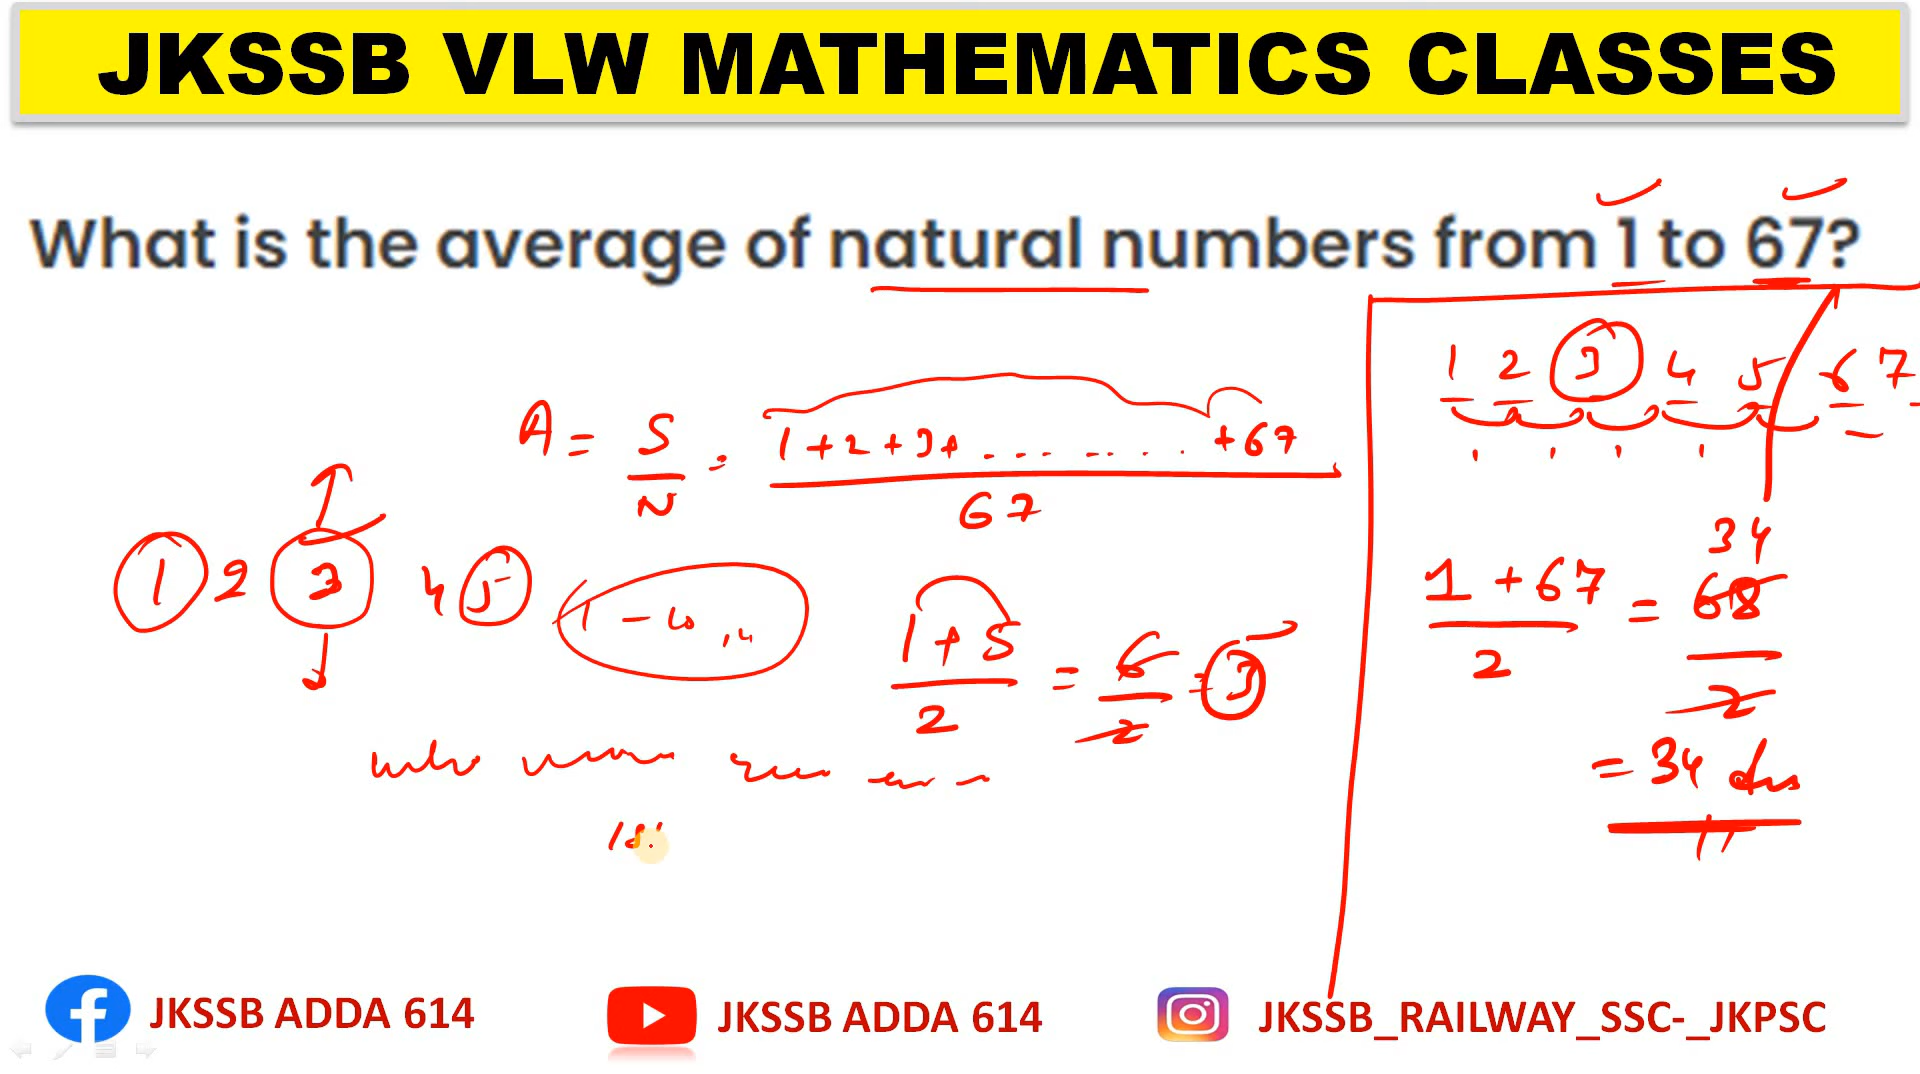 JKSSB VLW MATHEMATICS CLASSES
What is the average of natural numbers from 1 to 67?
1 2 3 4 5 6 7
A = S/N = 1+2+3+ ........ +67 / 67
1 2 3 4 5
1+5/2 = 6/2 = 3
1+67/2 = 68/2
34
= 34 Ans
JKSSB ADDA 614
JKSSB ADDA 614
JKSSB_RAILWAY_SSC-_JKPSC